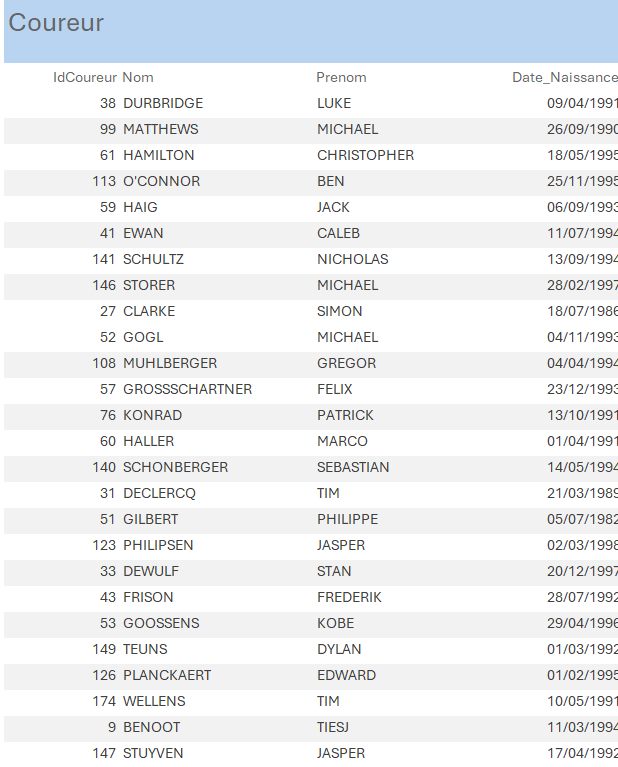 Coureur
IdCoureur Nom Prenom Date_Naissance
38 DURBRIDGE LUKE 09/04/1991
99 MATTHEWS MICHAEL 26/09/1990
61 HAMILTON CHRISTOPHER 18/05/1995
113 O'CONNOR BEN 25/11/1995
59 HAIG JACK 06/09/1993
41 EWAN CALEB 11/07/1994
141 SCHULTZ NICHOLAS 13/09/1994
146 STORER MICHAEL 28/02/1997
27 CLARKE SIMON 18/07/1986
52 GOGL MICHAEL 04/11/1993
108 MUHLBERGER GREGOR 04/04/1994
57 GROSSSCHARTNER FELIX 23/12/1993
76 KONRAD PATRICK 13/10/1991
60 HALLER MARCO 01/04/1991
140 SCHONBERGER SEBASTIAN 14/05/1994
31 DECLERCQ TIM 21/03/1989
51 GILBERT PHILIPPE 05/07/1982
123 PHILIPSEN JASPER 02/03/1998
33 DEWULF STAN 20/12/1997
43 FRISON FREDERIK 28/07/1992
53 GOOSSENS KOBE 29/04/1996
149 TEUNS DYLAN 01/03/1992
126 PLANCKAERT EDWARD 01/02/1995
174 WELLENS TIM 10/05/1991
9 BENOOT TIESJ 11/03/1994
147 STUYVEN JASPER 17/04/1992